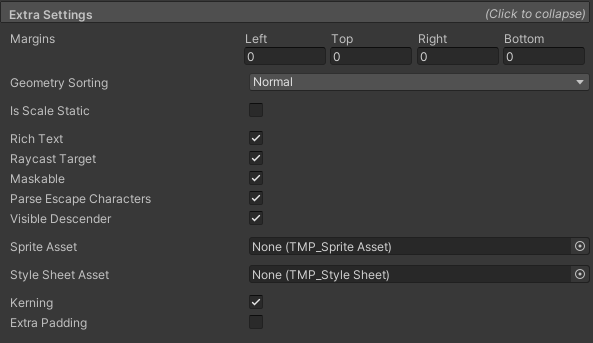 Extra Settings (Click to collapse)
Margins Left Top Right Bottom
0 0 0 0
Geometry Sorting Normal
Is Scale Static
Rich Text
Raycast Target
Maskable
Parse Escape Characters
Visible Descender
Sprite Asset None (TMP_Sprite Asset)
Style Sheet Asset None (TMP_Style Sheet)
Kerning
Extra Padding